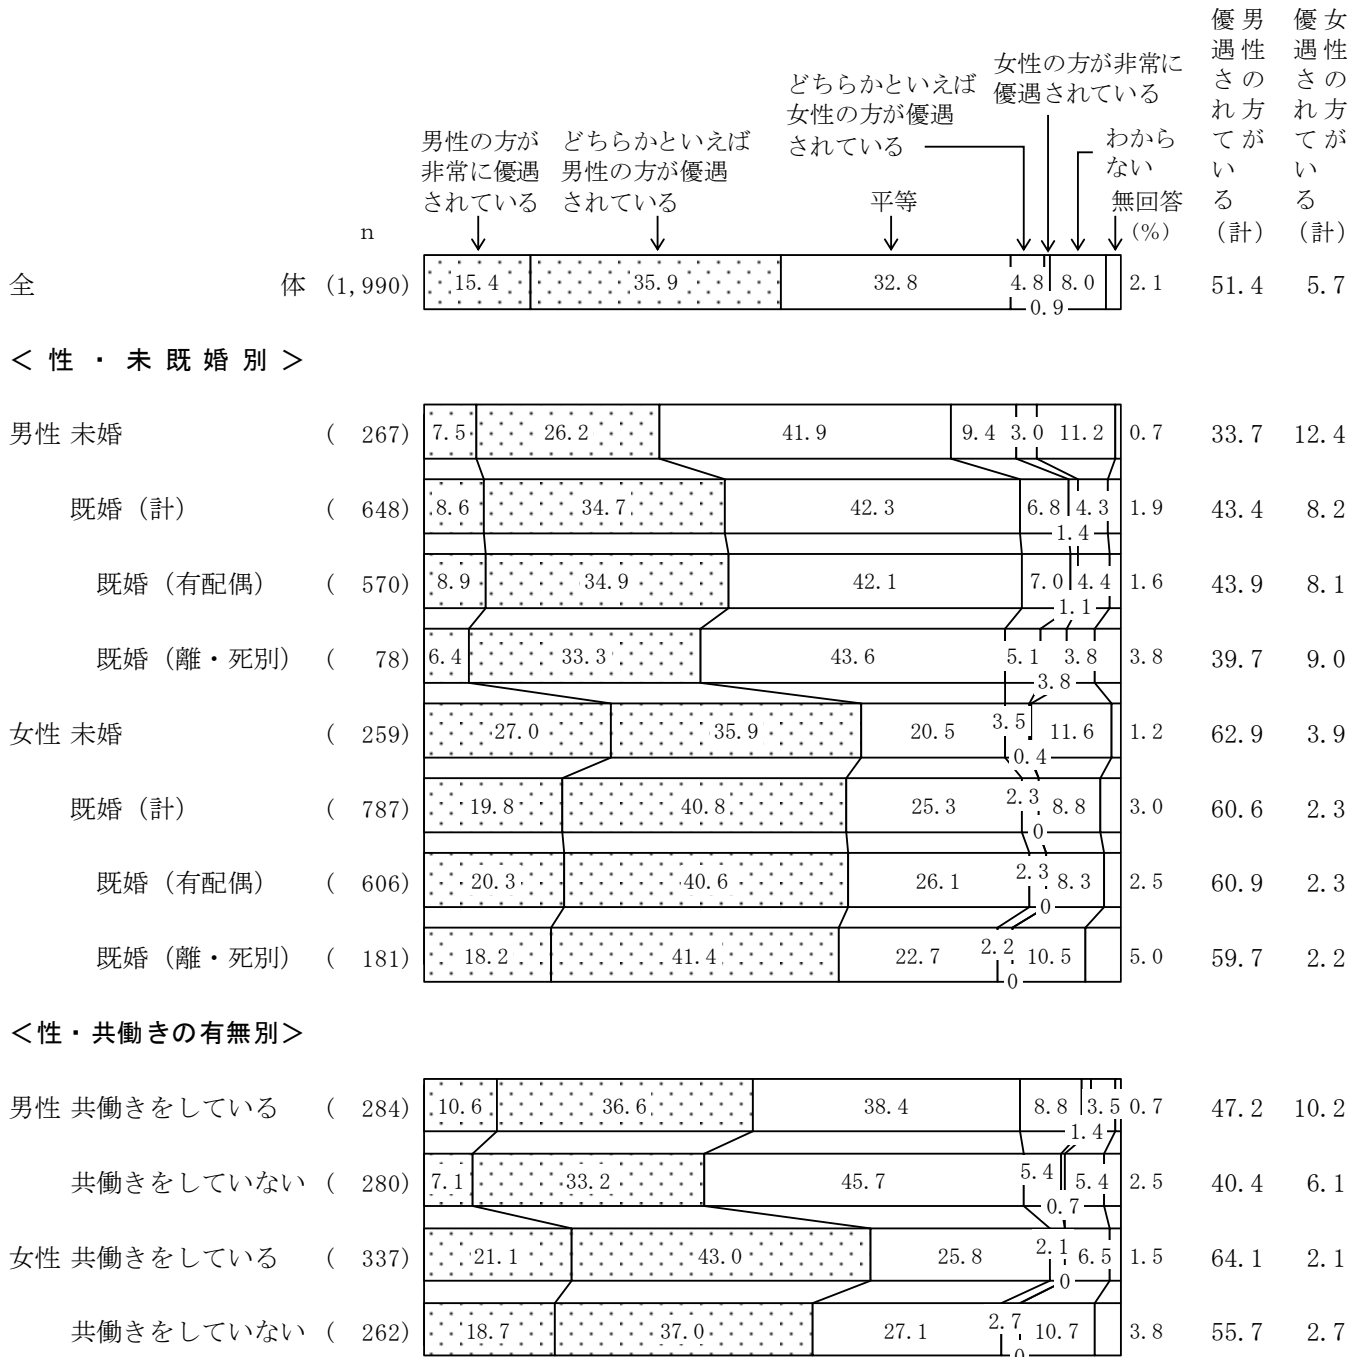 男性の方が優遇されている（計）
女性の方が優遇されている（計）
女性の方が非常に
優遇されている
どちらかといえば
女性の方が優遇
されている
わから
ない
男性の方が
非常に優遇
されている
どちらかといえば
男性の方が優遇
されている
平等
無回答
n
(%)
全体 (1,990) 15.4 35.9 32.8 4.8 0.9 8.0 2.1 51.4 5.7
＜性・未既婚別＞
男性 未婚 ( 267) 7.5 26.2 41.9 9.4 3.0 11.2 0.7 33.7 12.4
既婚（計） ( 648) 8.6 34.7 42.3 6.8 1.4 4.3 1.9 43.4 8.2
既婚（有配偶） ( 570) 8.9 34.9 42.1 7.0 1.1 4.4 1.6 43.9 8.1
既婚（離・死別） ( 78) 6.4 33.3 43.6 5.1 3.8 3.8 3.8 39.7 9.0
女性 未婚 ( 259) 27.0 35.9 20.5 3.5 0.4 11.6 1.2 62.9 3.9
既婚（計） ( 787) 19.8 40.8 25.3 2.3 0 8.8 3.0 60.6 2.3
既婚（有配偶） ( 606) 20.3 40.6 26.1 2.3 0 8.3 2.5 60.9 2.3
既婚（離・死別） ( 181) 18.2 41.4 22.7 2.2 0 10.5 5.0 59.7 2.2
＜性・共働きの有無別＞
男性 共働きをしている ( 284) 10.6 36.6 38.4 8.8 1.4 3.5 0.7 47.2 10.2
共働きをしていない ( 280) 7.1 33.2 45.7 5.4 0.7 5.4 2.5 40.4 6.1
女性 共働きをしている ( 337) 21.1 43.0 25.8 2.1 0 6.5 1.5 64.1 2.1
共働きをしていない ( 262) 18.7 37.0 27.1 2.7 0 10.7 3.8 55.7 2.7